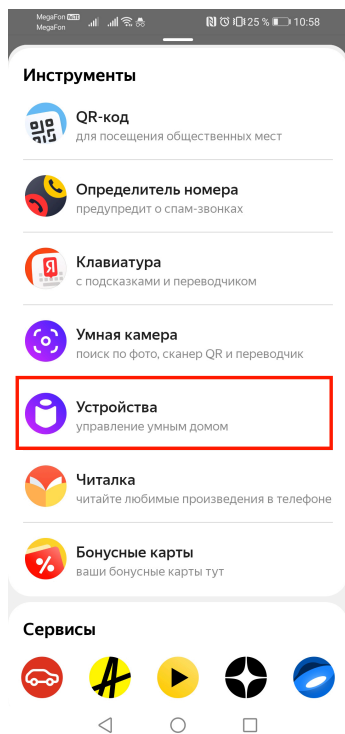 MegaFon
MegaFon
25 % 10:58
Инструменты
QR-код
для посещения общественных мест
Определитель номера
предупредит о спам-звонках
Клавиатура
с подсказками и переводчиком
Умная камера
поиск по фото, сканер QR и переводчик
Устройства
управление умным домом
Читалка
читайте любимые произведения в телефоне
Бонусные карты
ваши бонусные карты тут
Сервисы